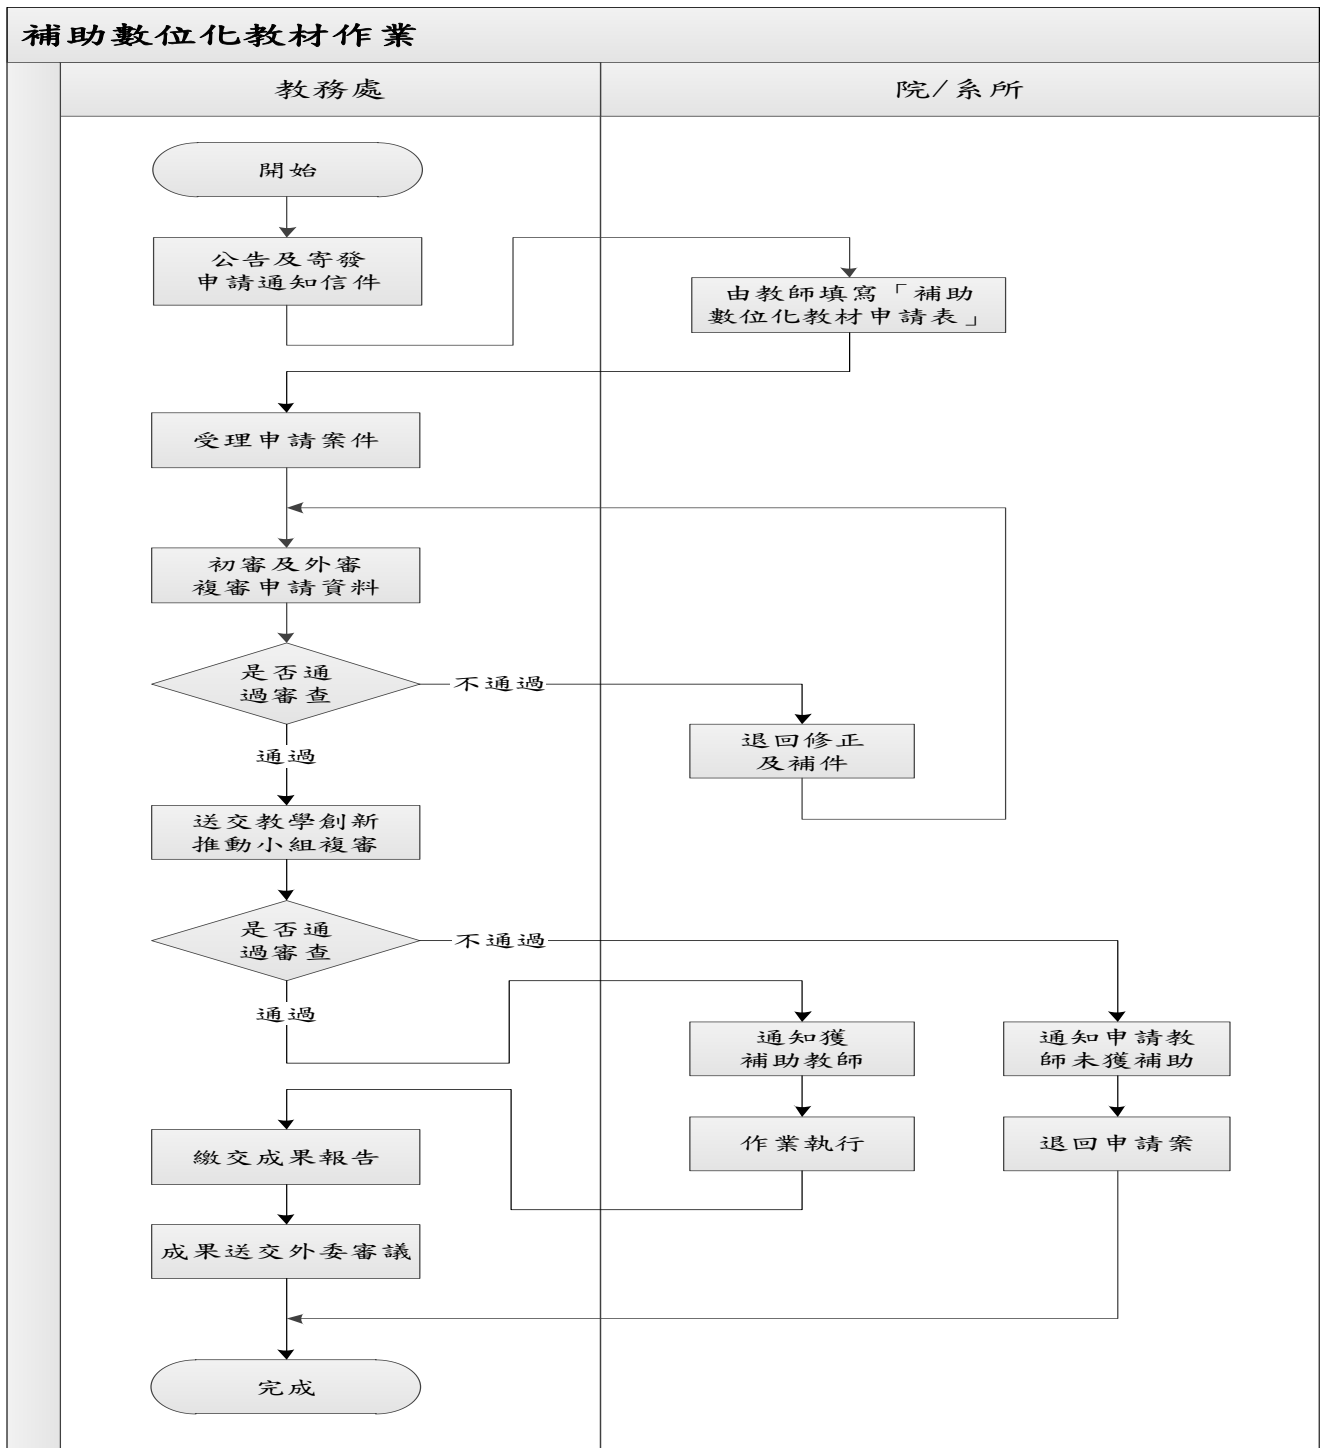 補助數位化教材作業
教務處
院/系所
開始
公告及寄發
申請通知信件
由教師填寫「補助
數位化教材申請表」
受理申請案件
初審及外審
複審申請資料
是否通
過審查
不通過
通過
退回修正
及補件
送交教學創新
推動小組複審
是否通
過審查
不通過
通過
通知獲
補助教師
通知申請教
師未獲補助
作業執行
退回申請案
繳交成果報告
成果送交外委審議
完成